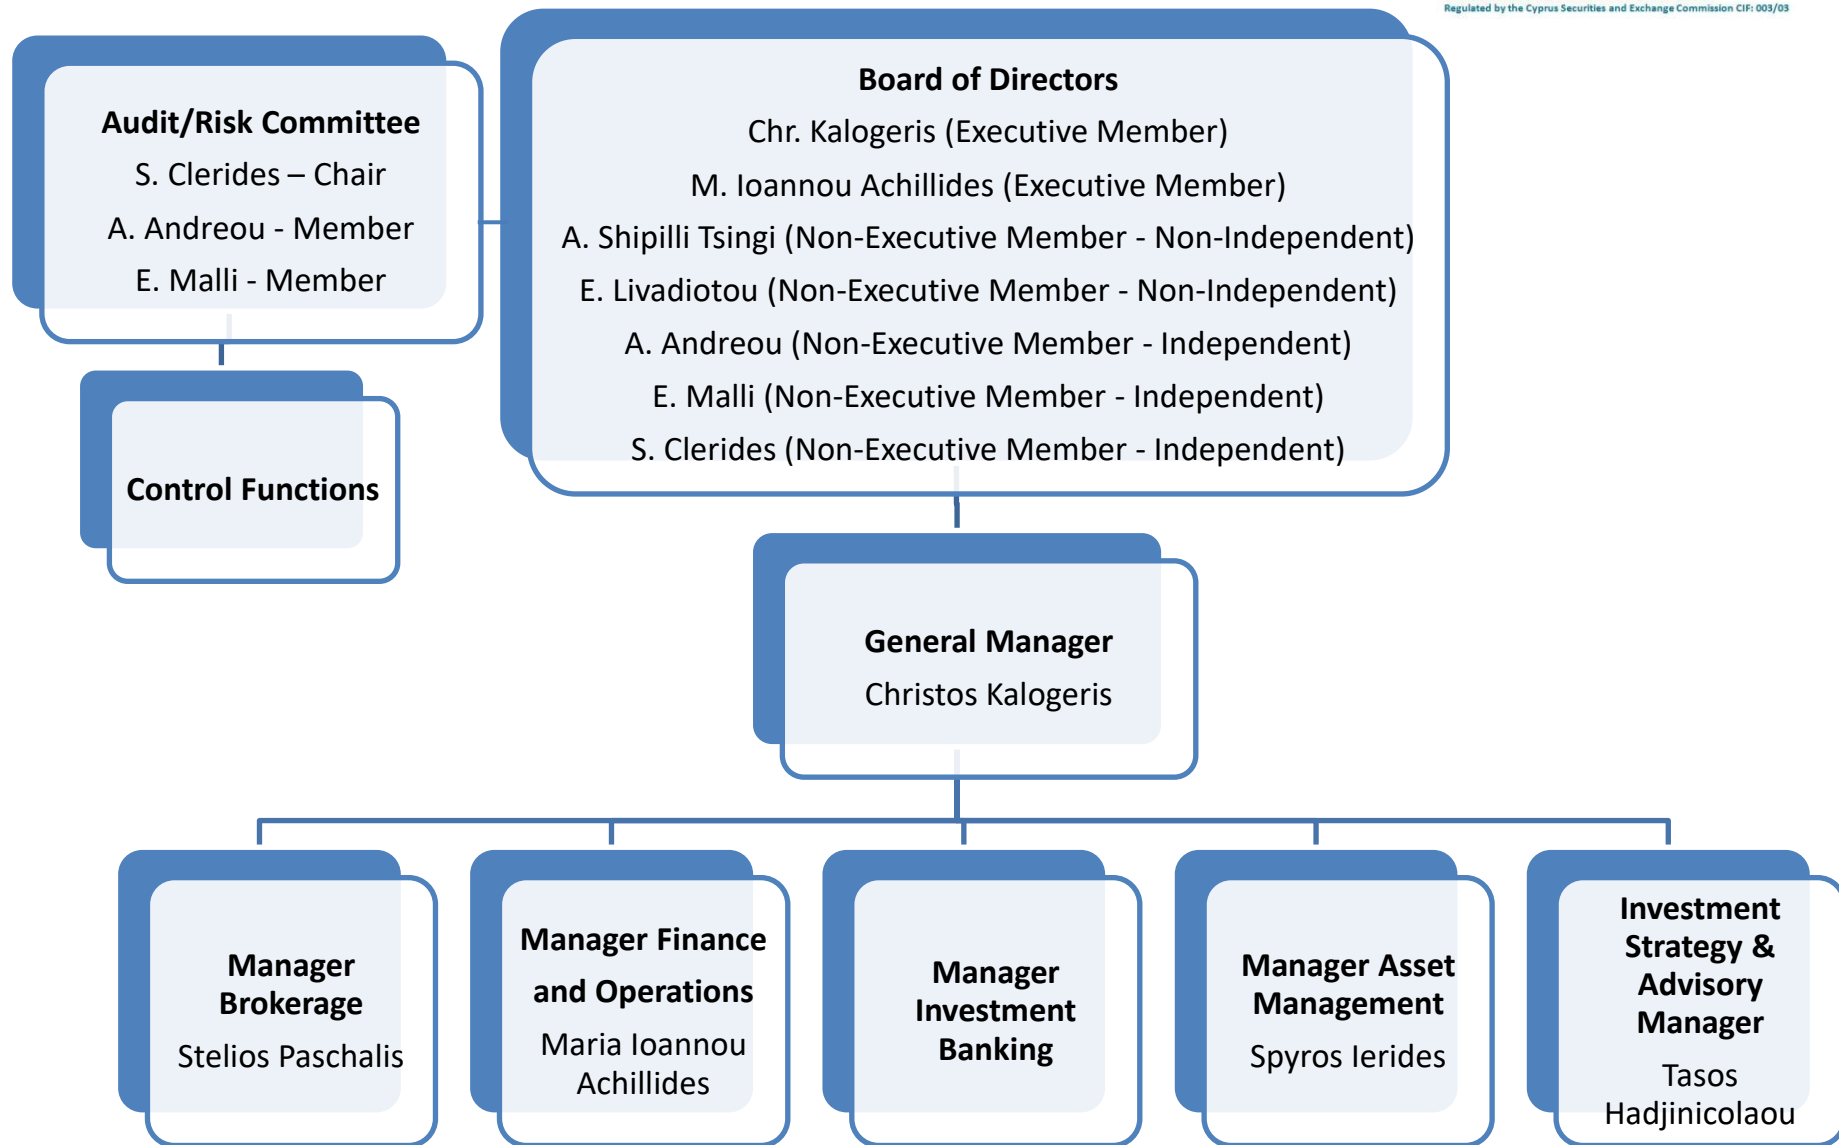 Regulated by the Cyprus Securities and Exchange Commission CIF: 003/03
Audit/Risk Committee
S. Clerides – Chair
A. Andreou - Member
E. Malli - Member
Board of Directors
Chr. Kalogeris (Executive Member)
M. Ioannou Achillides (Executive Member)
A. Shipilli Tsingi (Non-Executive Member - Non-Independent)
E. Livadiotou (Non-Executive Member - Non-Independent)
A. Andreou (Non-Executive Member - Independent)
E. Malli (Non-Executive Member - Independent)
S. Clerides (Non-Executive Member - Independent)
Control Functions
General Manager
Christos Kalogeris
Manager
Brokerage
Stelios Paschalis
Manager Finance
and Operations
Maria Ioannou
Achillides
Manager
Investment
Banking
Manager Asset
Management
Spyros Ierides
Investment
Strategy &
Advisory
Manager
Tasos
Hadjinicolaou